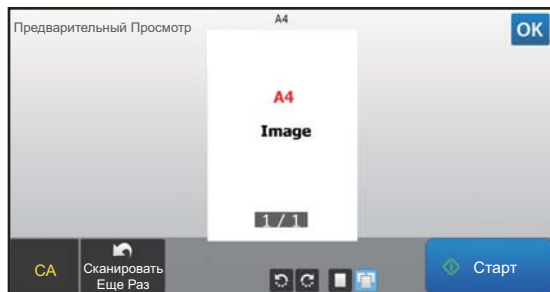 A4
Предварительный Просмотр
OK
A4
Image
1 / 1
CA
Сканировать
Еще Раз
Старт